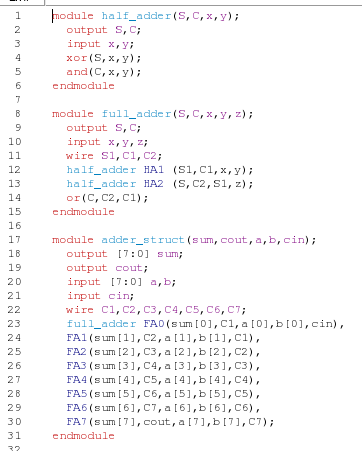 1 module half_adder(S,C,x,y);
2 output S,C;
3 input x,y;
4 xor(S,x,y);
5 and(C,x,y);
6 endmodule
7
8 module full_adder(S,C,x,y,z);
9 output S,C;
10 input x,y,z;
11 wire S1,C1,C2;
12 half_adder HA1 (S1,C1,x,y);
13 half_adder HA2 (S,C2,S1,z);
14 or(C,C2,C1);
15 endmodule
16
17 module adder_struct(sum,cout,a,b,cin);
18 output [7:0] sum;
19 output cout;
20 input [7:0] a,b;
21 input cin;
22 wire C1,C2,C3,C4,C5,C6,C7;
23 full_adder FA0(sum[0],C1,a[0],b[0],cin),
24 FA1(sum[1],C2,a[1],b[1],C1),
25 FA2(sum[2],C3,a[2],b[2],C2),
26 FA3(sum[3],C4,a[3],b[3],C3),
27 FA4(sum[4],C5,a[4],b[4],C4),
28 FA5(sum[5],C6,a[5],b[5],C5),
29 FA6(sum[6],C7,a[6],b[6],C6),
30 FA7(sum[7],cout,a[7],b[7],C7);
31 endmodule
32